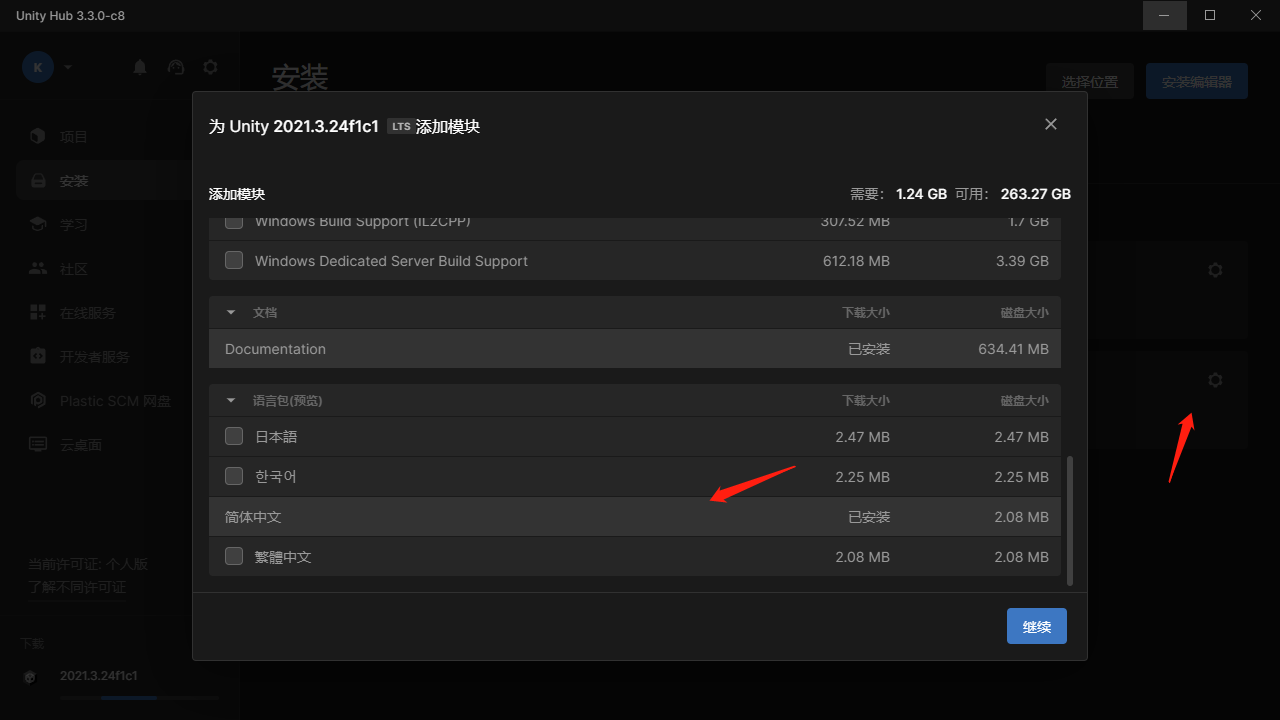 Unity Hub 3.3.0-c8
K
安装
选择位置
安装编辑器
项目
安装
学习
社区
在线服务
开发者服务
Plastic SCM 网盘
云桌面
当前许可证: 个人版
了解不同许可证
下载
2021.3.24f1c1
为 Unity 2021.3.24f1c1 LTS 添加模块
添加模块 需要: 1.24 GB 可用: 263.27 GB
Windows Build Support (IL2CPP) 307.52 MB 1.7 GB
Windows Dedicated Server Build Support 612.18 MB 3.39 GB
文档 下载大小 磁盘大小
Documentation 已安装 634.41 MB
语言包(预览) 下载大小 磁盘大小
日本語 2.47 MB 2.47 MB
한국어 2.25 MB 2.25 MB
简体中文 已安装 2.08 MB
繁體中文 2.08 MB 2.08 MB
继续